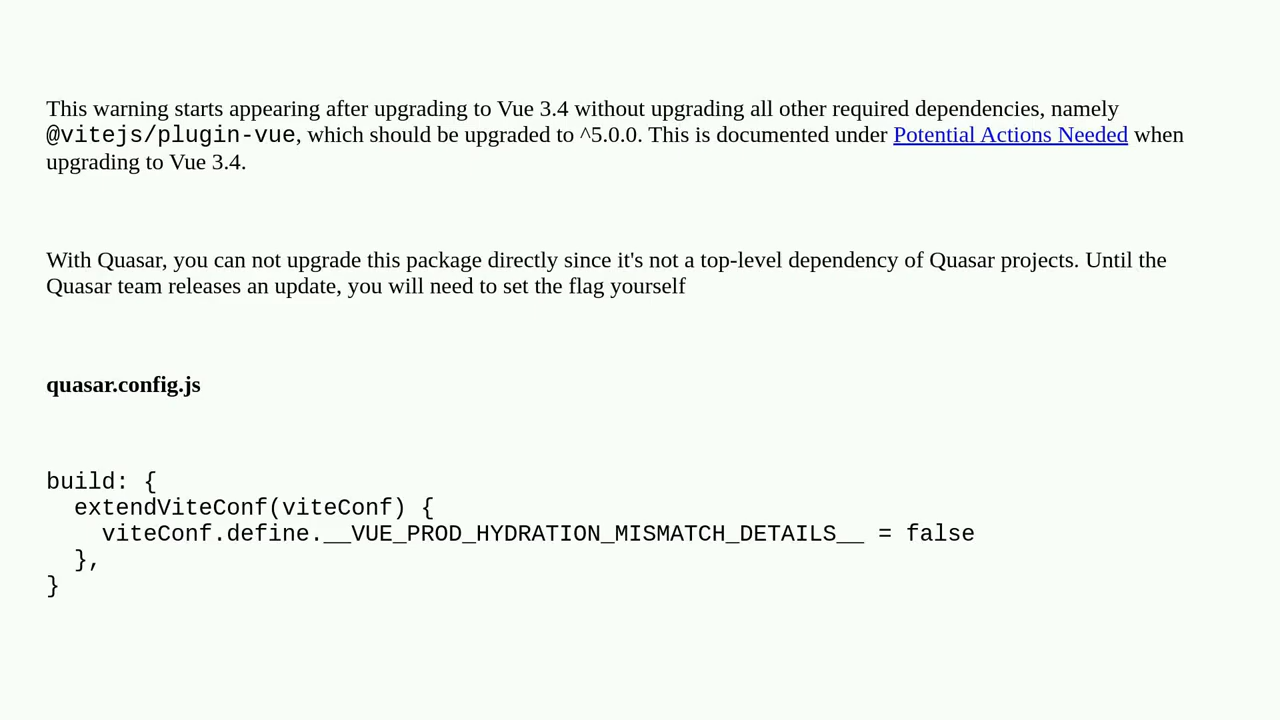 This warning starts appearing after upgrading to Vue 3.4 without upgrading all other required dependencies, namely
@vitejs/plugin-vue, which should be upgraded to ^5.0.0. This is documented under Potential Actions Needed when
upgrading to Vue 3.4.
With Quasar, you can not upgrade this package directly since it's not a top-level dependency of Quasar projects. Until the
Quasar team releases an update, you will need to set the flag yourself
quasar.config.js
build: {
  extendViteConf(viteConf) {
    viteConf.define.__VUE_PROD_HYDRATION_MISMATCH_DETAILS__ = false
  },
}